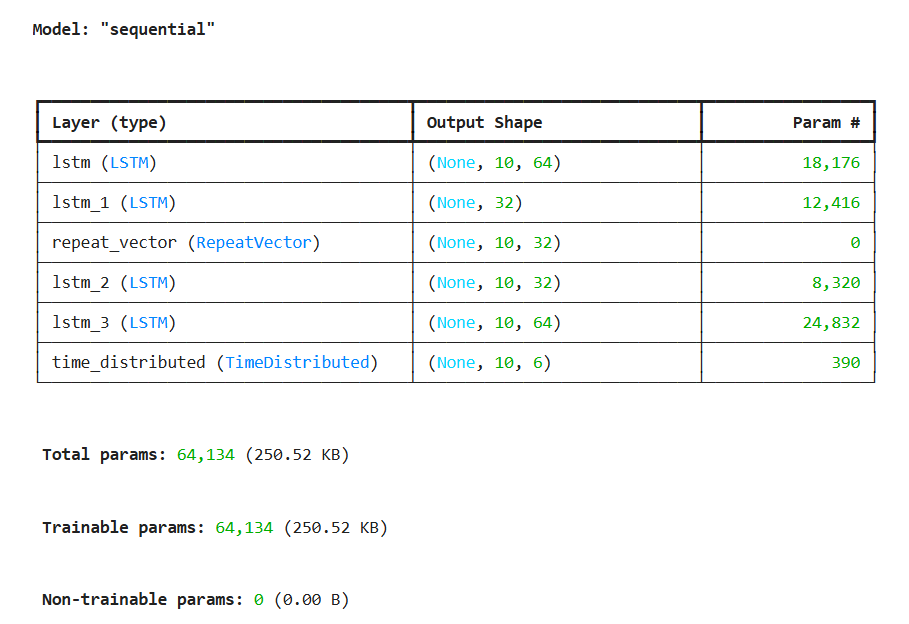 Model: "sequential"
Layer (type) Output Shape Param #
lstm (LSTM) (None, 10, 64) 18,176
lstm_1 (LSTM) (None, 32) 12,416
repeat_vector (RepeatVector) (None, 10, 32) 0
lstm_2 (LSTM) (None, 10, 32) 8,320
lstm_3 (LSTM) (None, 10, 64) 24,832
time_distributed (TimeDistributed) (None, 10, 6) 390
Total params: 64,134 (250.52 KB)
Trainable params: 64,134 (250.52 KB)
Non-trainable params: 0 (0.00 B)